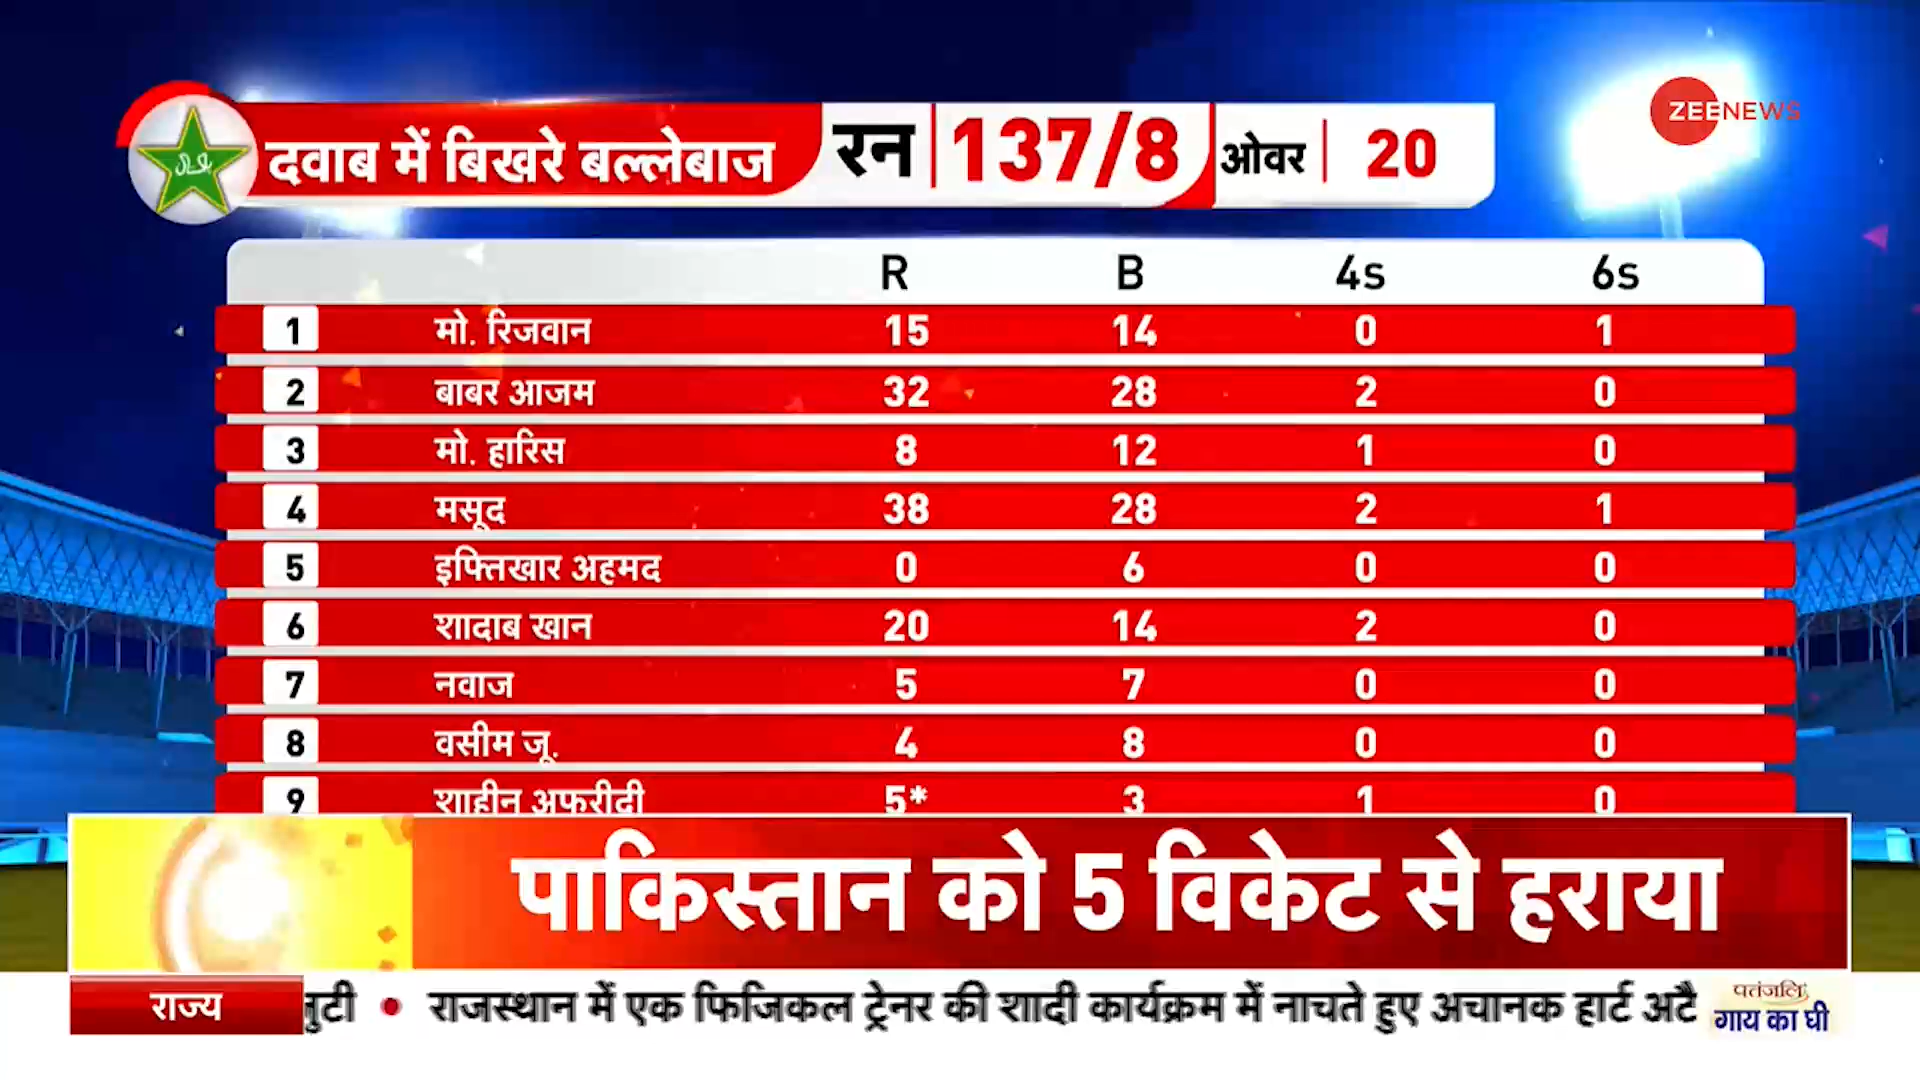 दवाब में बिखरे बल्लेबाज रन 137/8 ओवर 20
ZEENEWS
R B 4s 6s
1 मो. रिजवान 15 14 0 1
2 बाबर आजम 32 28 2 0
3 मो. हारिस 8 12 1 0
4 मसूद 38 28 2 1
5 इफ्तिखार अहमद 0 6 0 0
6 शादाब खान 20 14 2 0
7 नवाज 5 7 0 0
8 वसीम जू. 4 8 0 0
9 शाहीन अफरीदी 5* 3 1 0
पाकिस्तान को 5 विकेट से हराया
राज्य जुटी • राजस्थान में एक फिजिकल ट्रेनर की शादी कार्यक्रम में नाचते हुए अचानक हार्ट अटै
पतंजलि
गाय का घी